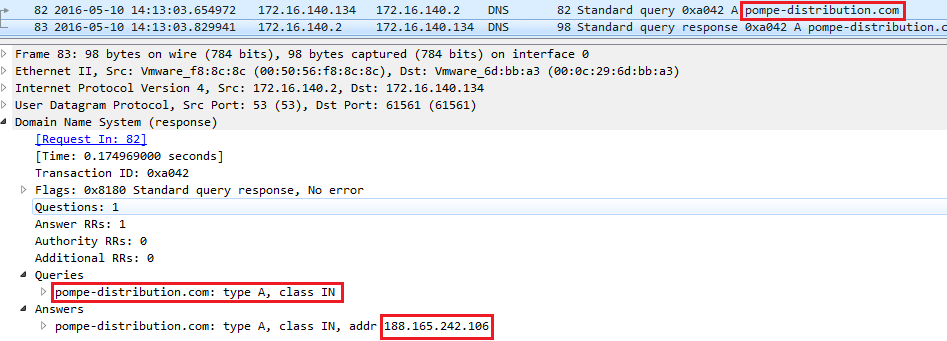 82 2016-05-10 14:13:03.654972 172.16.140.134 172.16.140.2 DNS 82 Standard query 0xa042 A pompe-distribution.com
83 2016-05-10 14:13:03.829941 172.16.140.2 172.16.140.134 DNS 98 Standard query response 0xa042 A pompe-distribution.c
Frame 83: 98 bytes on wire (784 bits), 98 bytes captured (784 bits) on interface 0
Ethernet II, Src: Vmware_f8:8c:8c (00:50:56:f8:8c:8c), Dst: Vmware_6d:bb:a3 (00:0c:29:6d:bb:a3)
Internet Protocol Version 4, Src: 172.16.140.2, Dst: 172.16.140.134
User Datagram Protocol, Src Port: 53 (53), Dst Port: 61561 (61561)
Domain Name System (response)
[Request In: 82]
[Time: 0.174969000 seconds]
Transaction ID: 0xa042
Flags: 0x8180 Standard query response, No error
Questions: 1
Answer RRs: 1
Authority RRs: 0
Additional RRs: 0
Queries
pompe-distribution.com: type A, class IN
Answers
pompe-distribution.com: type A, class IN, addr 188.165.242.106